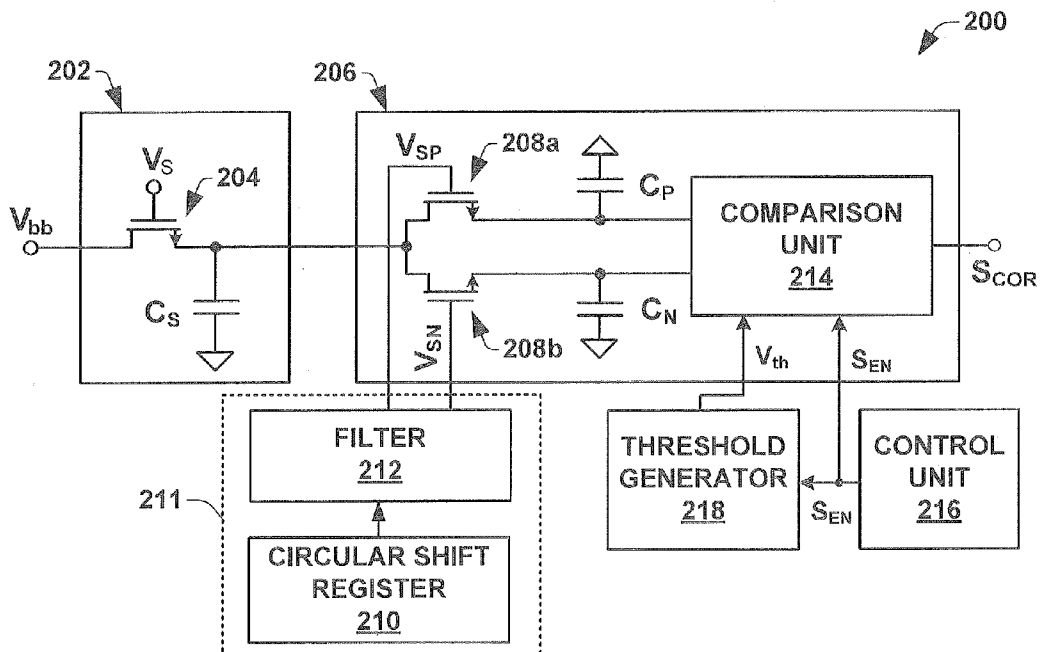 200
202
206
V_S
204
V_bb
C_S
V_SP
208a
C_P
V_SN
208b
C_N
COMPARISON
UNIT
214
S_COR
V_th
S_EN
FILTER
212
211
CIRCULAR SHIFT
REGISTER
210
THRESHOLD
GENERATOR
218
S_EN
CONTROL
UNIT
216